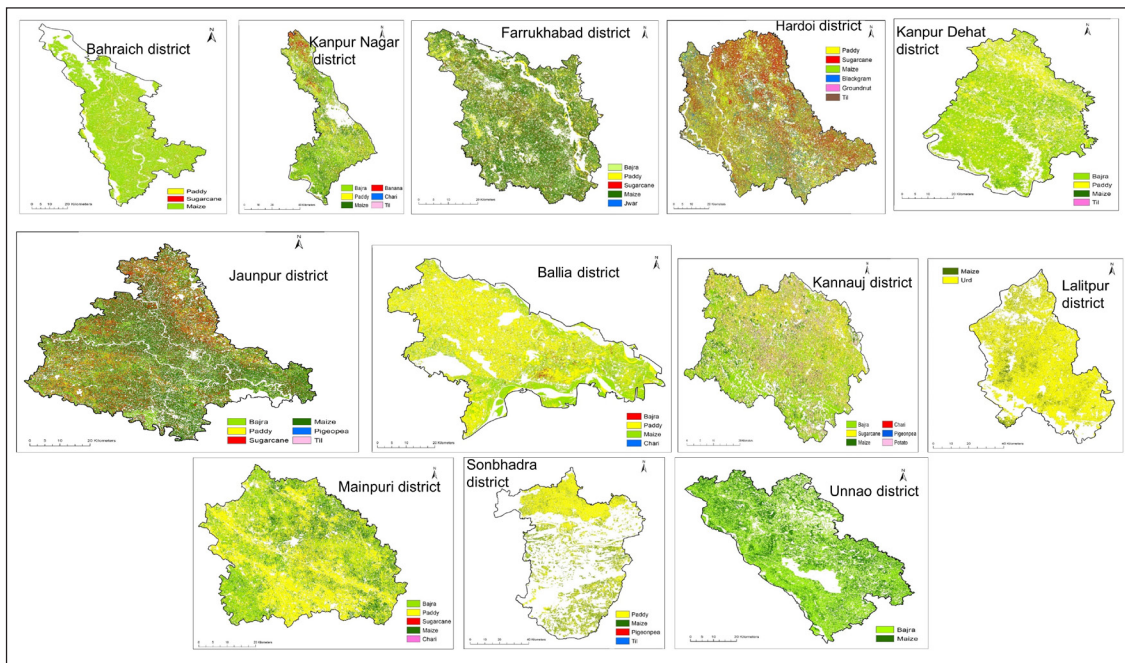 Bahraich district
N
Paddy
Sugarcane
Maize
Kanpur Nagar
district
N
Bajra
Paddy
Maize
Banana
Chari
Til
Farrukhabad district
N
Bajra
Paddy
Sugarcane
Maize
Jwar
Hardoi district
N
Paddy
Sugarcane
Maize
Blackgram
Groundnut
Til
Kanpur Dehat
district
N
Bajra
Paddy
Maize
Til
Jaunpur district
N
Bajra
Paddy
Sugarcane
Maize
Pigeopea
Til
Ballia district
N
Bajra
Paddy
Maize
Chari
Kannauj district
N
Bajra
Sugarcane
Maize
Chari
Pigeonpea
Potato
Maize
Urd
Lalitpur
district
N
Mainpuri district
N
Bajra
Paddy
Sugarcane
Maize
Chari
Sonbhadra
district
N
Paddy
Maize
Pigeonpea
Til
Unnao district
N
Bajra
Maize